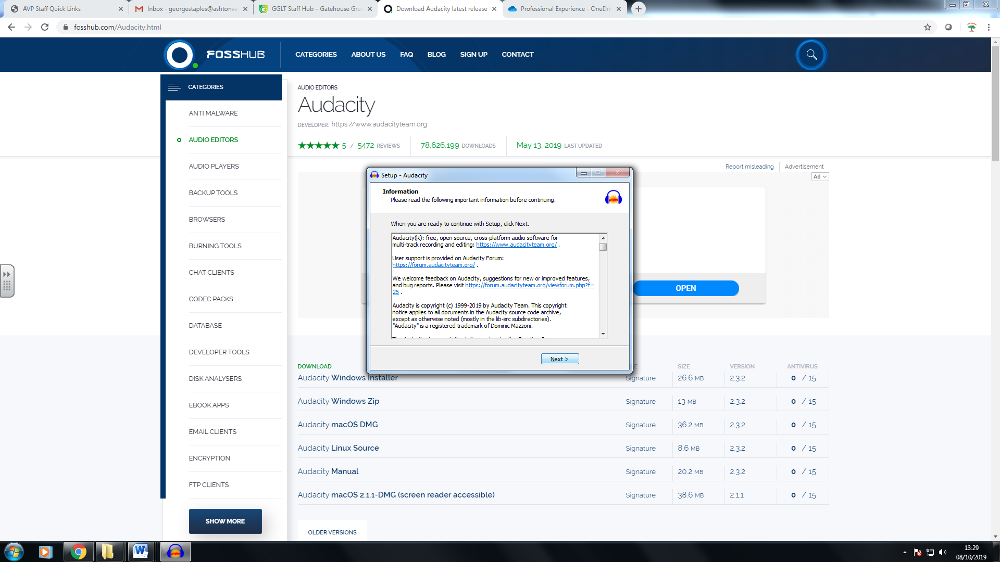 AVP Staff Quick Links
Inbox - georgestaples@ashtonva
GGLT Staff Hub – Gatehouse Gre
Download Audacity latest release
Professional Experience - OneDri
fosshub.com/Audacity.html
FOSSHUB
CATEGORIES
ABOUT US
FAQ
BLOG
SIGN UP
CONTACT
CATEGORIES
ANTI MALWARE
AUDIO EDITORS
AUDIO PLAYERS
BACKUP TOOLS
BROWSERS
BURNING TOOLS
CHAT CLIENTS
CODEC PACKS
DATABASE
DEVELOPER TOOLS
DISK ANALYSERS
EBOOK APPS
EMAIL CLIENTS
ENCRYPTION
FTP CLIENTS
SHOW MORE
AUDIO EDITORS
Audacity
DEVELOPER: https://www.audacityteam.org
5 / 5472 REVIEWS
78,626,199 DOWNLOADS
May 13, 2019 LAST UPDATED
Report misleading
Advertisement
Ad
OPEN
Setup - Audacity
Information
Please read the following important information before continuing.
When you are ready to continue with Setup, click Next.
Audacity(R): free, open source, cross-platform audio software for
multi-track recording and editing: https://www.audacityteam.org/ .
User support is provided on Audacity Forum:
https://forum.audacityteam.org/ .
We welcome feedback on Audacity, suggestions for new or improved features,
and bug reports. Please visit https://forum.audacityteam.org/viewforum.php?f=
25 .
Audacity is copyright (c) 1999-2019 by Audacity Team. This copyright
notice applies to all documents in the Audacity source code archive,
except as otherwise noted (mostly in the lib-src subdirectories).
"Audacity" is a registered trademark of Dominic Mazzoni.
Next >
DOWNLOAD SIZE VERSION ANTIVIRUS
Audacity Windows Installer Signature 26.6 MB 2.3.2 0 / 15
Audacity Windows Zip Signature 13 MB 2.3.2 0 / 15
Audacity macOS DMG Signature 36.2 MB 2.3.2 0 / 15
Audacity Linux Source Signature 8.6 MB 2.3.2 0 / 15
Audacity Manual Signature 20.2 MB 2.3.2 0 / 15
Audacity macOS 2.1.1-DMG (screen reader accessible) Signature 38.6 MB 2.1.1 0 / 15
OLDER VERSIONS
13:29
08/10/2019